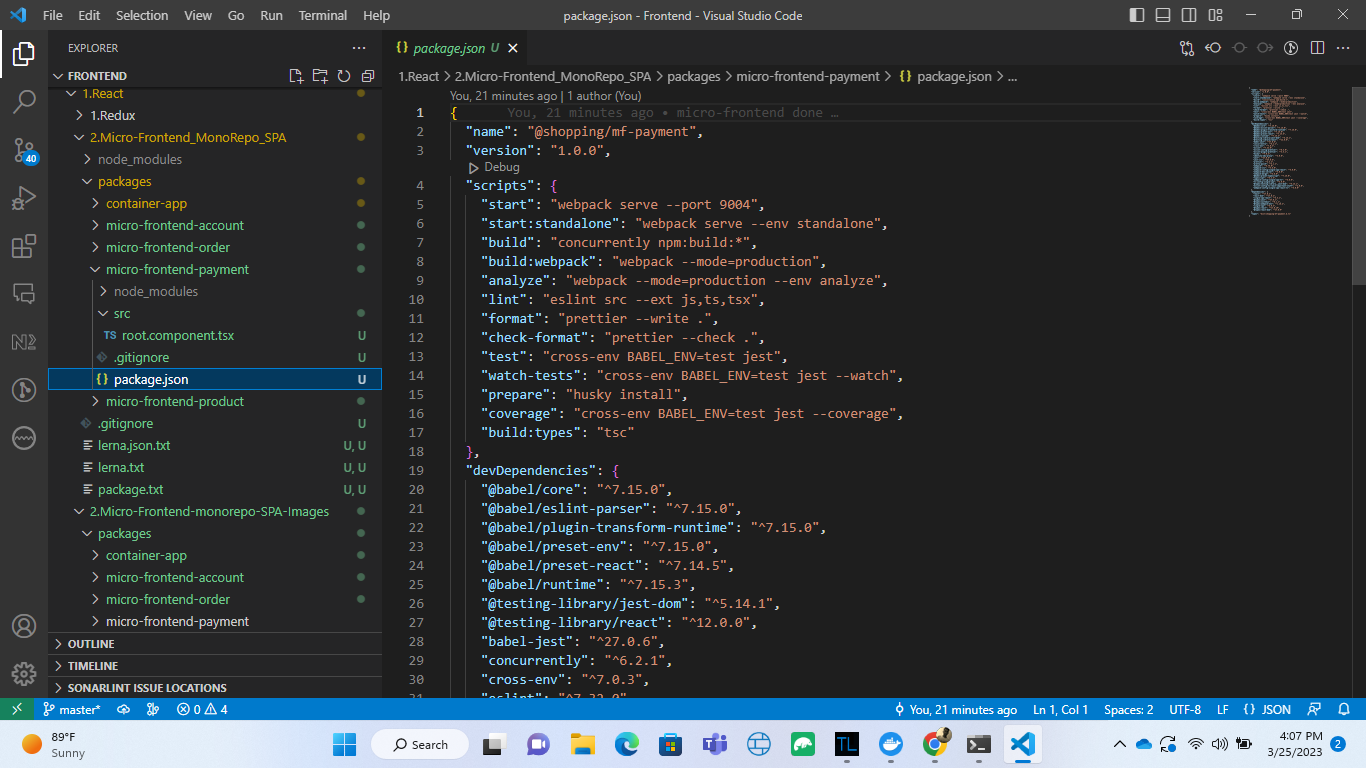 File Edit Selection View Go Run Terminal Help
package.json - Frontend - Visual Studio Code
EXPLORER
FRONTEND
1.React
1.Redux
2.Micro-Frontend_MonoRepo_SPA
node_modules
packages
container-app
micro-frontend-account
micro-frontend-order
micro-frontend-payment
node_modules
src
TS root.component.tsx U
.gitignore U
{} package.json U
micro-frontend-product
.gitignore U
lerna.json.txt U, U
lerna.txt U, U
package.txt U, U
2.Micro-Frontend-monorepo-SPA-Images
packages
container-app
micro-frontend-account
micro-frontend-order
micro-frontend-payment
OUTLINE
TIMELINE
SONARLINT ISSUE LOCATIONS
40
{} package.json U
1.React > 2.Micro-Frontend_MonoRepo_SPA > packages > micro-frontend-payment > {} package.json > ...
You, 21 minutes ago | 1 author (You)
1 { You, 21 minutes ago • micro-frontend done …
2 "name": "@shopping/mf-payment",
3 "version": "1.0.0",
Debug
4 "scripts": {
5 "start": "webpack serve --port 9004",
6 "start:standalone": "webpack serve --env standalone",
7 "build": "concurrently npm:build:*",
8 "build:webpack": "webpack --mode=production",
9 "analyze": "webpack --mode=production --env analyze",
10 "lint": "eslint src --ext js,ts,tsx",
11 "format": "prettier --write .",
12 "check-format": "prettier --check .",
13 "test": "cross-env BABEL_ENV=test jest",
14 "watch-tests": "cross-env BABEL_ENV=test jest --watch",
15 "prepare": "husky install",
16 "coverage": "cross-env BABEL_ENV=test jest --coverage",
17 "build:types": "tsc"
18 },
19 "devDependencies": {
20 "@babel/core": "^7.15.0",
21 "@babel/eslint-parser": "^7.15.0",
22 "@babel/plugin-transform-runtime": "^7.15.0",
23 "@babel/preset-env": "^7.15.0",
24 "@babel/preset-react": "^7.14.5",
25 "@babel/runtime": "^7.15.3",
26 "@testing-library/jest-dom": "^5.14.1",
27 "@testing-library/react": "^12.0.0",
28 "babel-jest": "^27.0.6",
29 "concurrently": "^6.2.1",
30 "cross-env": "^7.0.3",
31 "eslint": "^7.32.0"
master* 0 4
You, 21 minutes ago Ln 1, Col 1 Spaces: 2 UTF-8 LF {} JSON
89°F
Sunny
Search
TL
4:07 PM
3/25/2023
2